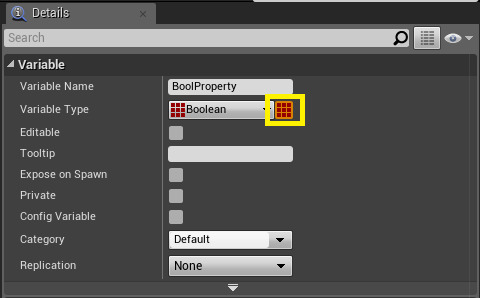 Details
Search
Variable
Variable Name BoolProperty
Variable Type Boolean
Editable
Tooltip
Expose on Spawn
Private
Config Variable
Category Default
Replication None